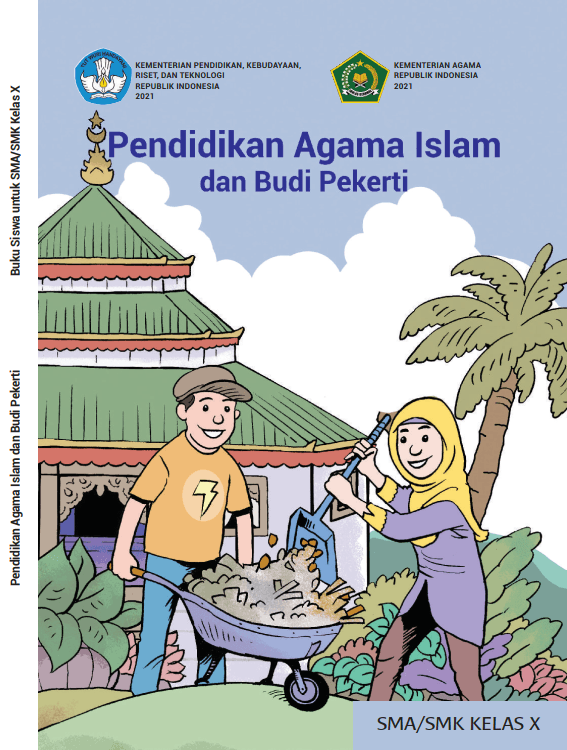 KEMENTERIAN PENDIDIKAN, KEBUDAYAAN,
RISET, DAN TEKNOLOGI
REPUBLIK INDONESIA
2021
KEMENTERIAN AGAMA
REPUBLIK INDONESIA
2021
Pendidikan Agama Islam
dan Budi Pekerti
Buku Siswa untuk SMA/SMK Kelas X
Pendidikan Agama Islam dan Budi Pekerti
SMA/SMK KELAS X